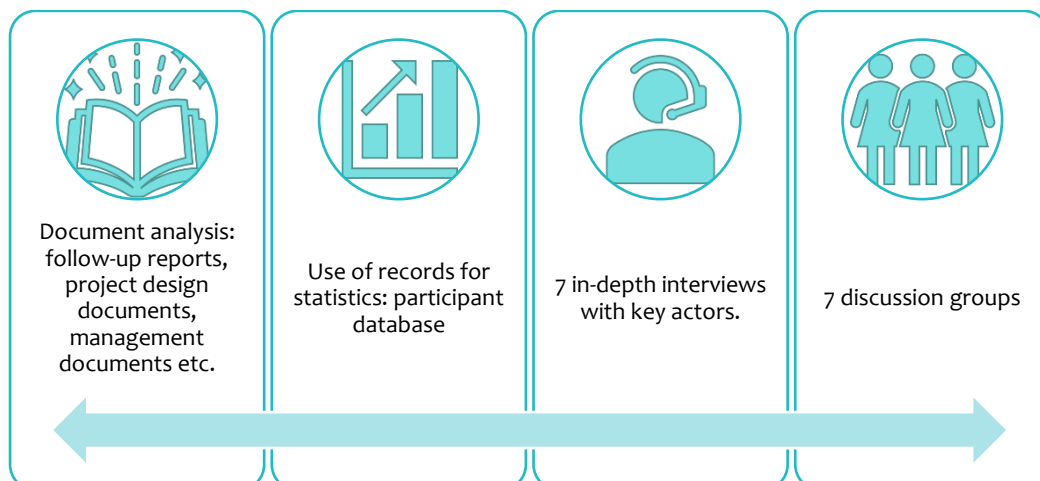 Document analysis:
follow-up reports,
project design
documents,
management
documents etc.
Use of records for
statistics: participant
database
7 in-depth interviews
with key actors.
7 discussion groups